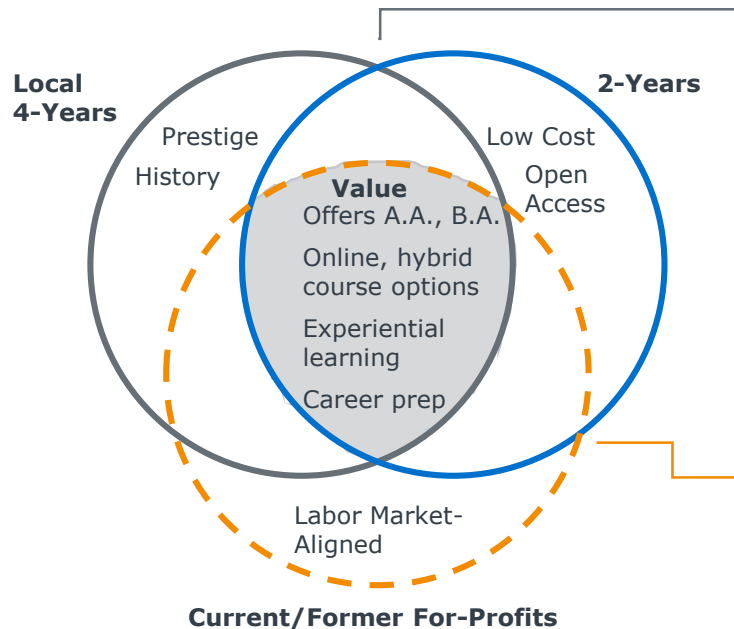 Local
4-Years
2-Years
Prestige
History
Low Cost
Open
Access
Value
Offers A.A., B.A.
Online, hybrid
course options
Experiential
learning
Career prep
Labor Market-
Aligned
Current/Former For-Profits